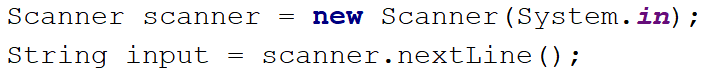 Scanner scanner = new Scanner(System.in);
String input = scanner.nextLine();